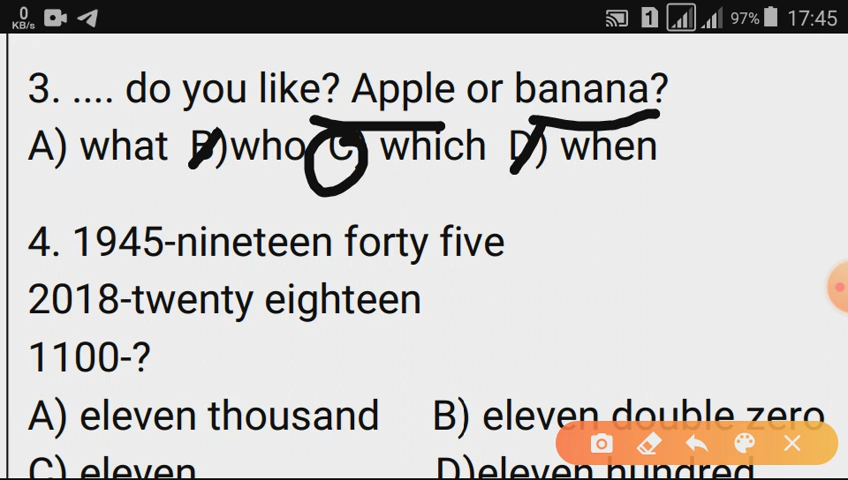 0 KB/s 1 97% 17:45
3. .... do you like? Apple or banana?
A) what B)who C) which D) when
4. 1945-nineteen forty five
2018-twenty eighteen
1100-?
A) eleven thousand B) eleven double zero
C) eleven D)eleven hundred